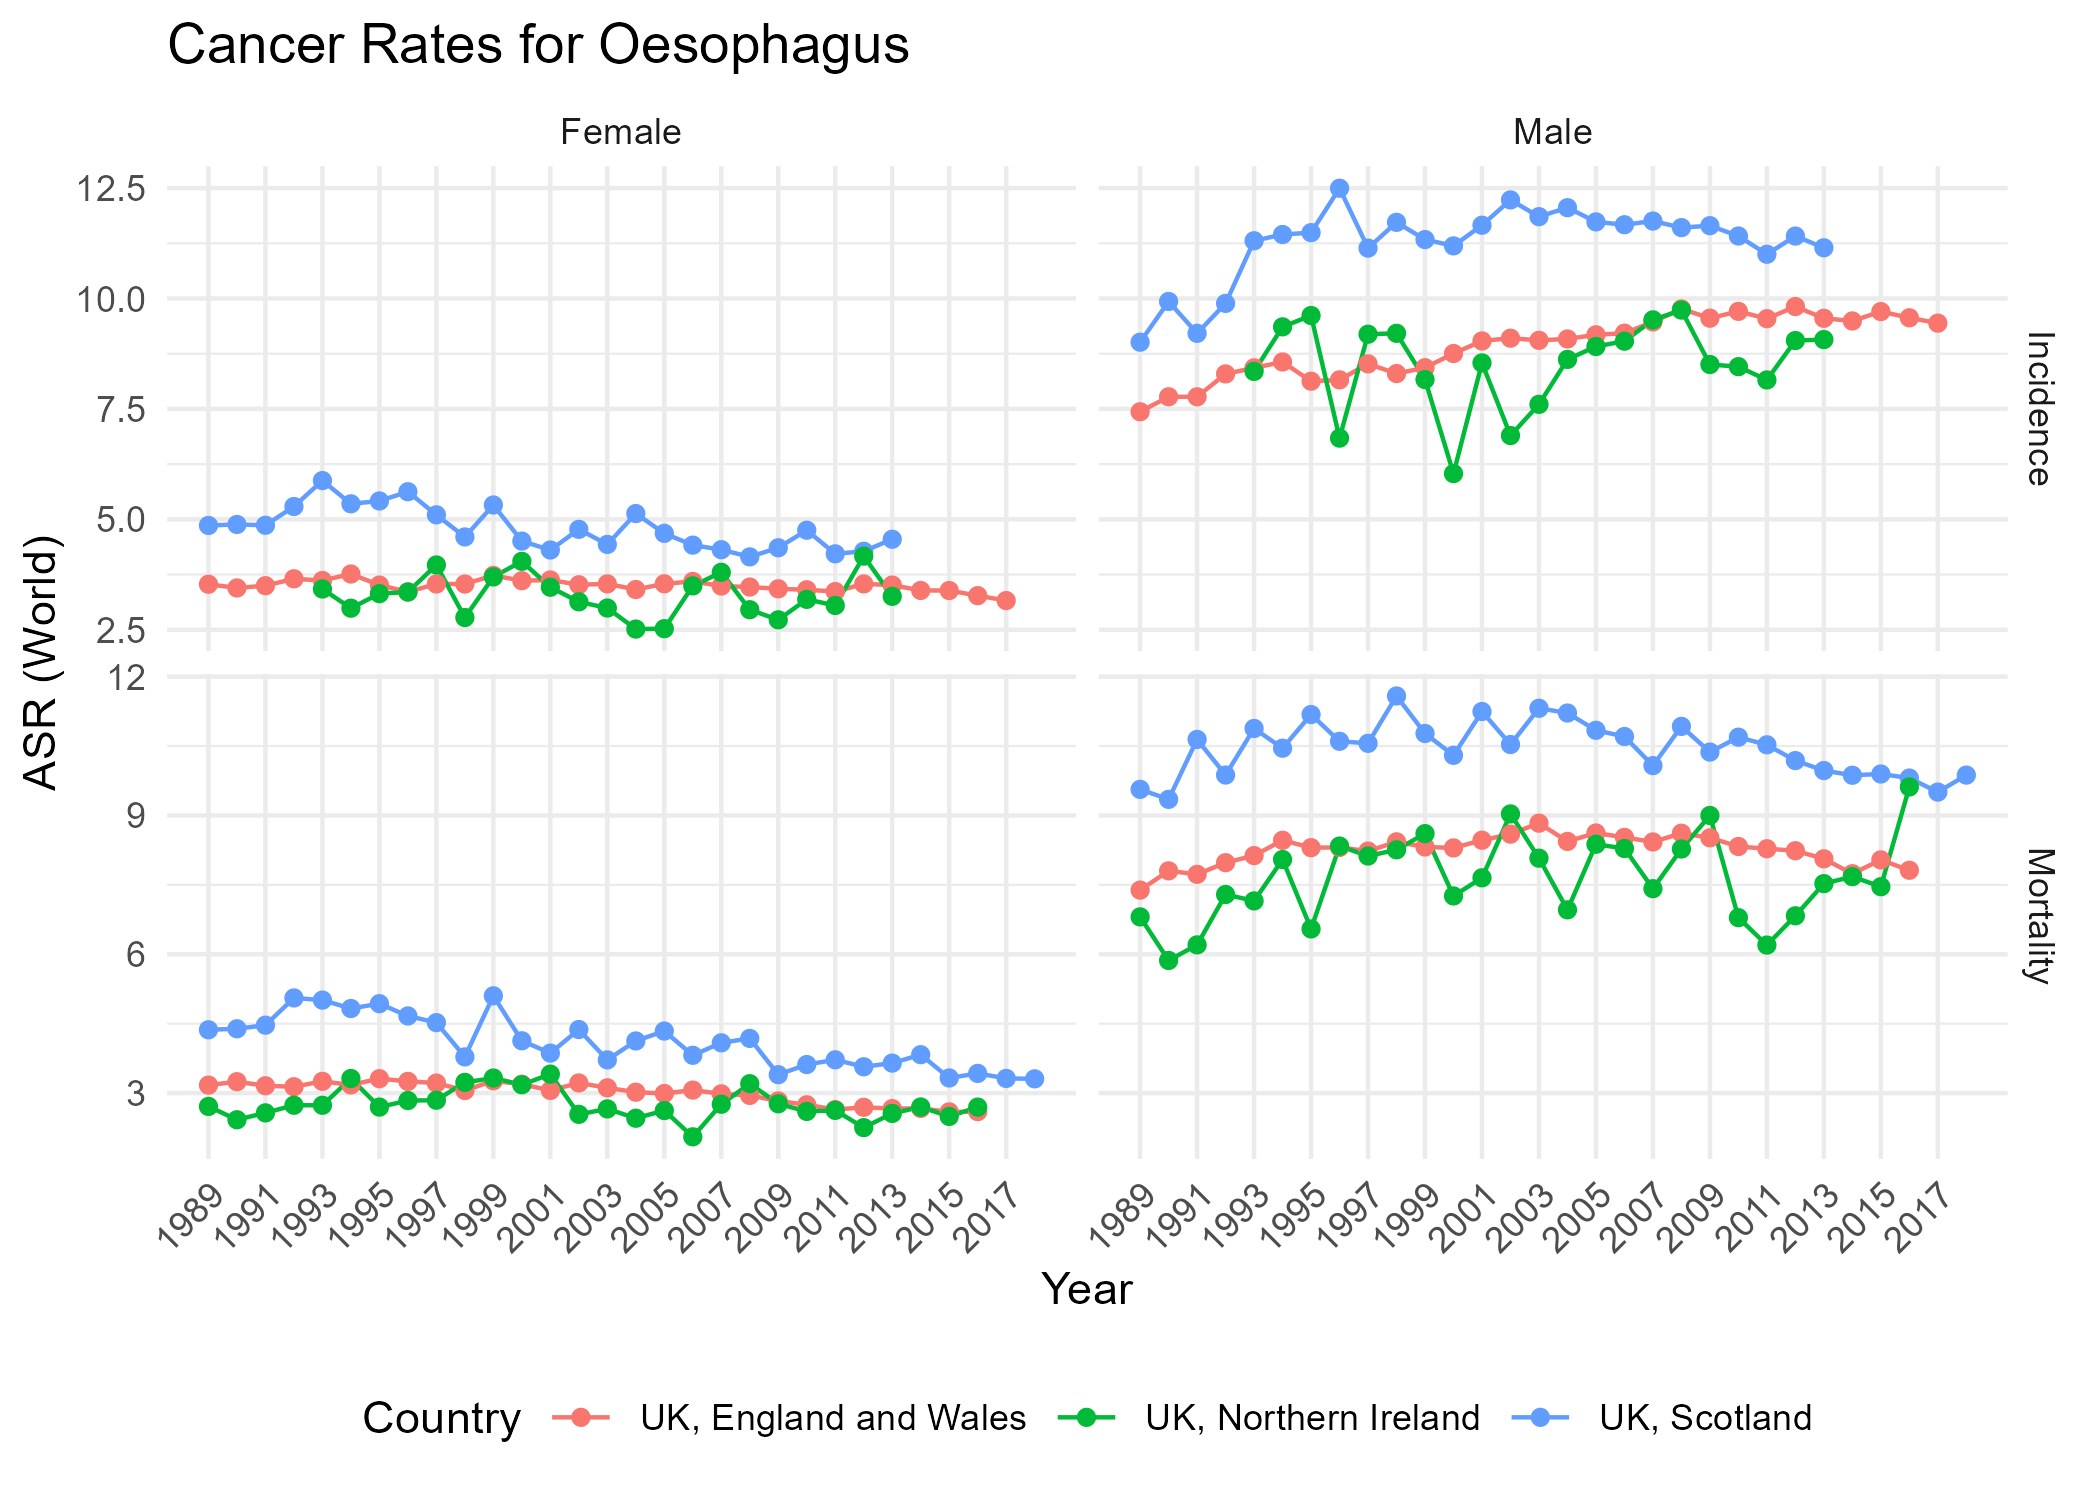 Cancer Rates for Oesophagus
Female
Male
12.5
10.0
7.5
5.0
2.5
Incidence
12
9
6
3
Mortality
ASR (World)
1989 1991 1993 1995 1997 1999 2001 2003 2005 2007 2009 2011 2013 2015 2017
1989 1991 1993 1995 1997 1999 2001 2003 2005 2007 2009 2011 2013 2015 2017
Year
Country UK, England and Wales UK, Northern Ireland UK, Scotland